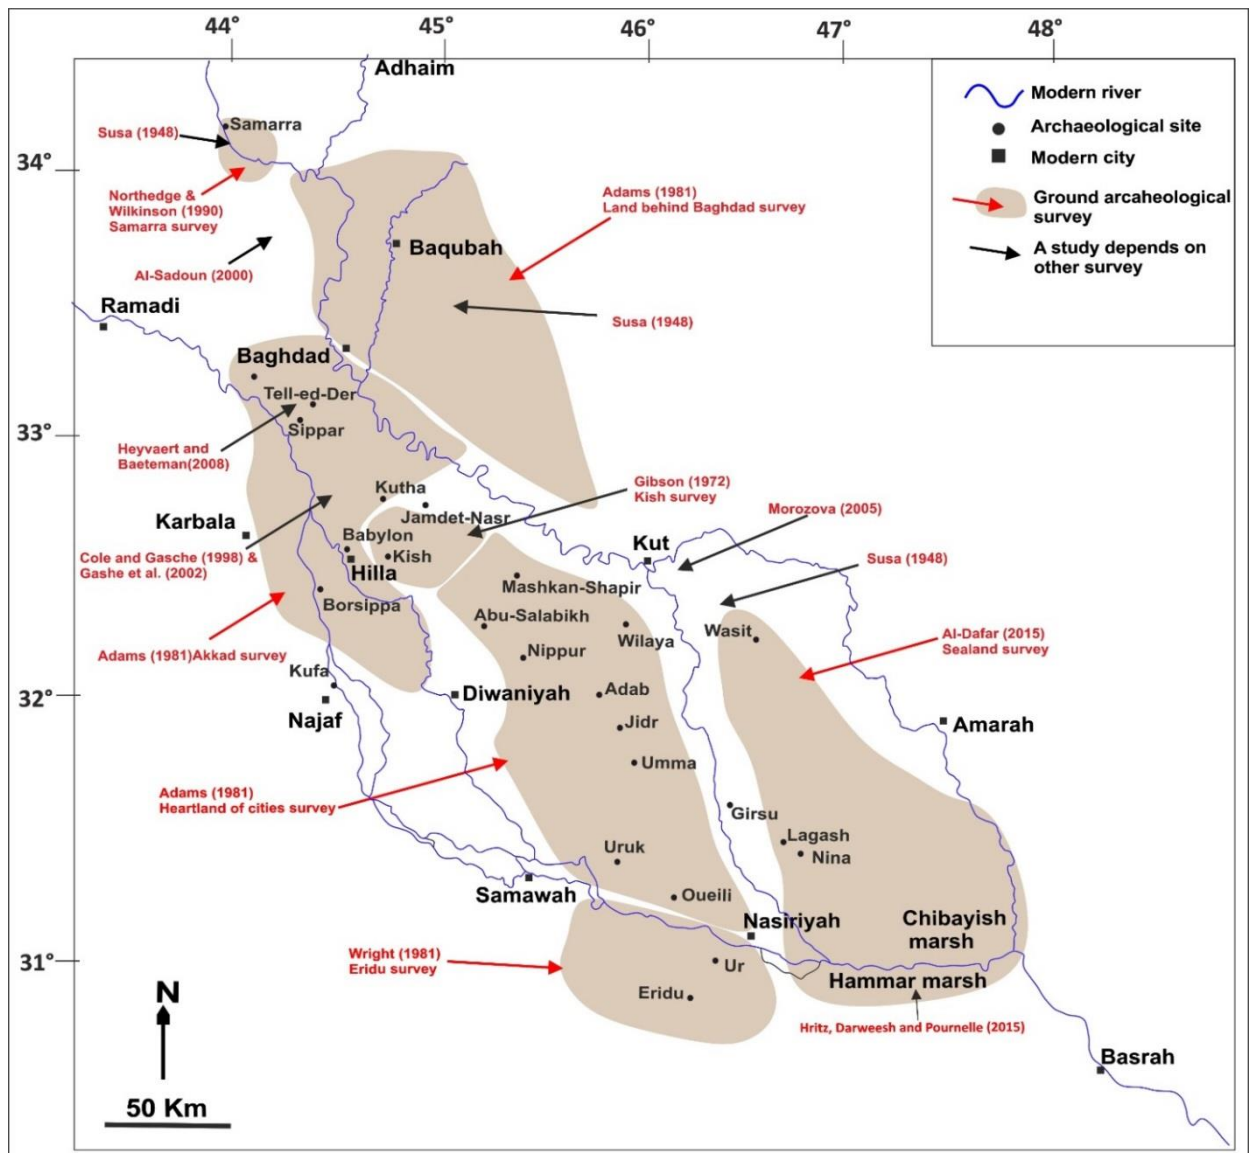 44°
45°
46°
47°
48°
Adhaim
Modern river
Samarra
Archaeological site
Susa (1948)
Modern city
34°
Northedge &
Wilkinson (1990)
Samarra survey
Adams (1981)
Land behind Baghdad survey
Ground arcaheological
survey
Baqubah
A study depends on
other survey
Al-Sadoun (2000)
Ramadi
Susa (1948)
Baghdad
Tell-ed-Der
Sippar
33°
Heyvaert and
Baeteman(2008)
Kutha
Gibson (1972)
Kish survey
Jamdet-Nasr
Morozova (2005)
Karbala
Babylon
Kish
Kut
Cole and Gasche (1998) &
Gashe et al. (2002)
Hilla
Susa (1948)
Mashkan-Shapir
Borsippa
Abu-Salabikh
Wilaya
Wasit
Al-Dafar (2015)
Sealand survey
Adams (1981)Akkad survey
Nippur
Kufa
32°
Diwaniyah
Adab
Najaf
Jidr
Amarah
Umma
Adams (1981)
Heartland of cities survey
Girsu
Lagash
Nina
Uruk
Samawah
Oueili
Nasiriyah
Chibayish
marsh
31°
Wright (1981)
Eridu survey
Ur
Hammar marsh
Eridu
N
Hritz, Darweesh and Pournelle (2015)
Basrah
50 Km